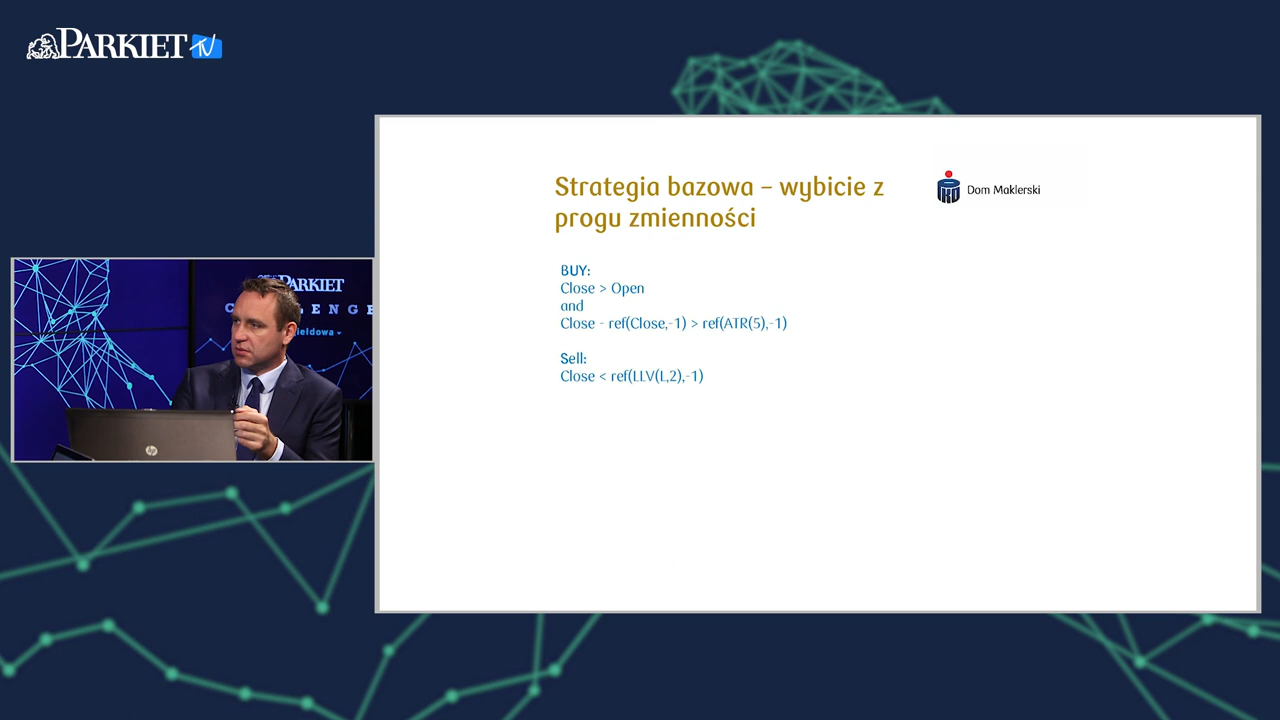 PARKIET TV
Strategia bazowa – wybicie z
progu zmienności
Dom Maklerski
BUY:
Close > Open
and
Close - ref(Close,-1) > ref(ATR(5),-1)
Sell:
Close < ref(LLV(L,2),-1)
PARKIET
hp